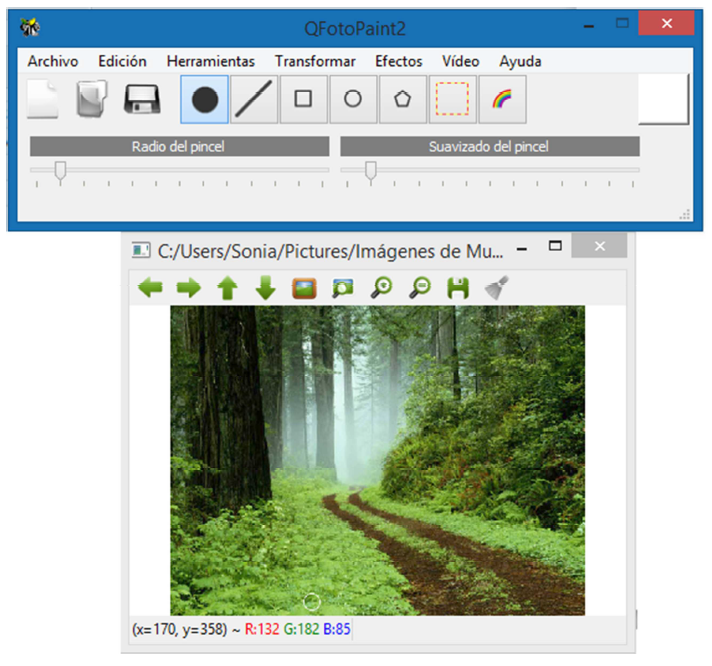 QFotoPaint2
Archivo Edición Herramientas Transformar Efectos Vídeo Ayuda
Radio del pincel Suavizado del pincel
C:/Users/Sonia/Pictures/Imágenes de Mu...
(x=170, y=358) ~ R:132 G:182 B:85